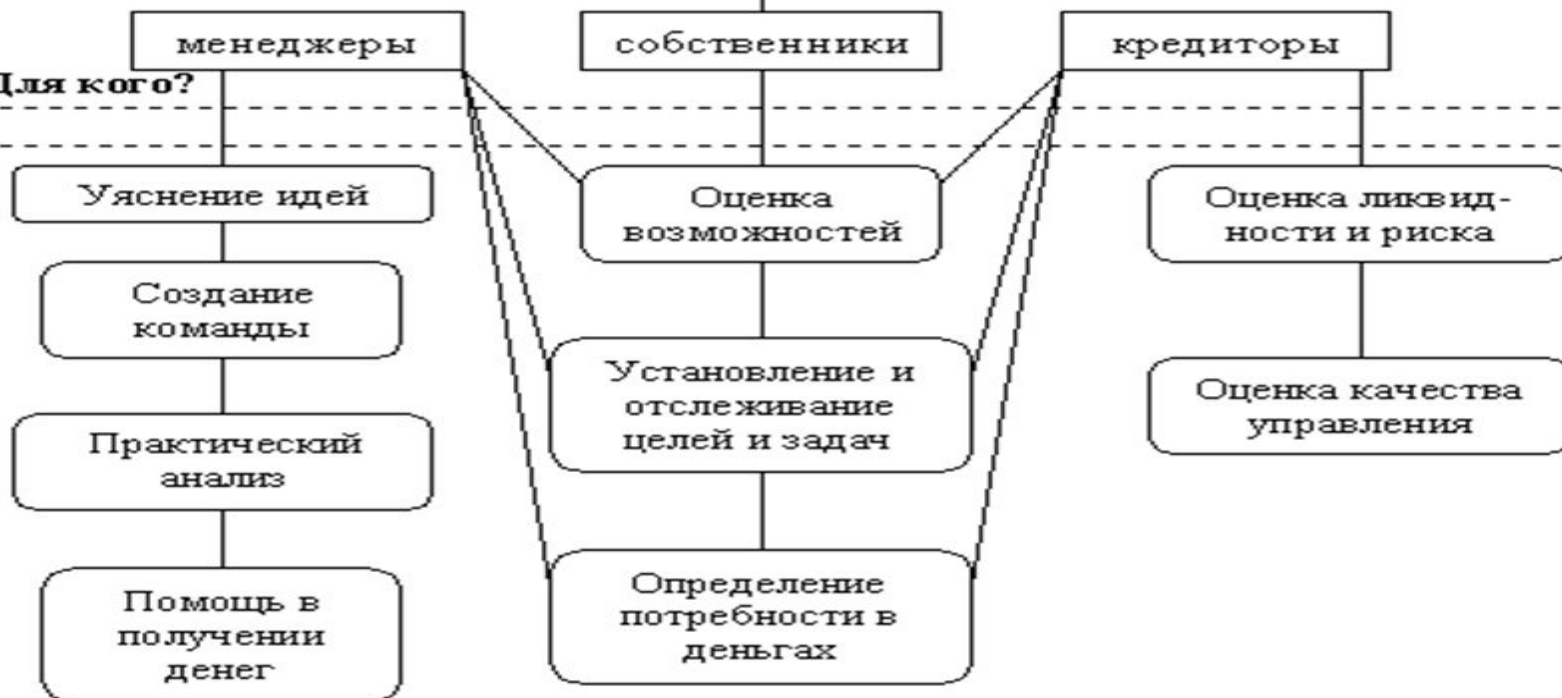 менеджеры
собственники
кредиторы
Для кого?
Уяснение идей
Создание
команды
Практический
анализ
Помощь в
получении
денег
Оценка
возможностей
Установление и
отслеживание
целей и задач
Определение
потребности в
деньгах
Оценка ликвид-
ности и риска
Оценка качества
управления